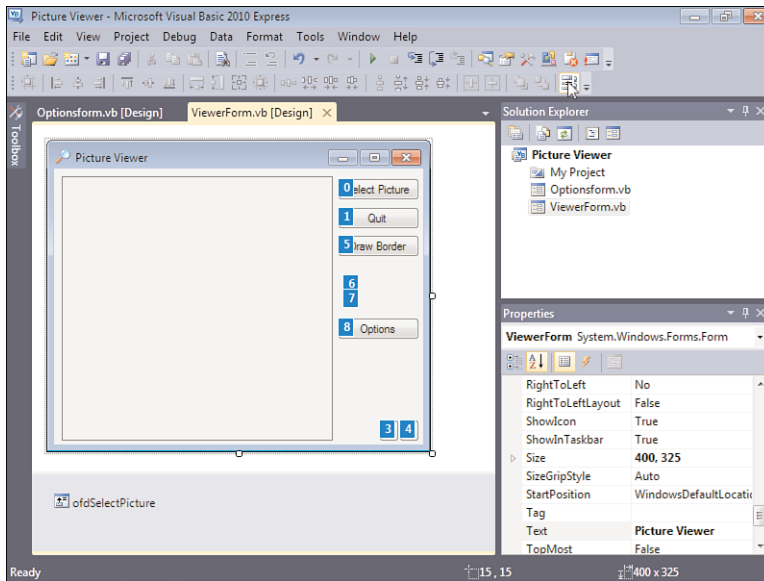 Picture Viewer - Microsoft Visual Basic 2010 Express
File Edit View Project Debug Data Format Tools Window Help
Optionsform.vb [Design] ViewerForm.vb [Design]
Toolbox
Picture Viewer
0 elect Picture
1 Quit
5 Draw Border
6
7
8 Options
3 4
ofdSelectPicture
Solution Explorer
Picture Viewer
My Project
Optionsform.vb
ViewerForm.vb
Properties
ViewerForm System.Windows.Forms.Form
RightToLeft No
RightToLeftLayout False
ShowIcon True
ShowInTaskbar True
Size 400, 325
SizeGripStyle Auto
StartPosition WindowsDefaultLocatio
Tag
Text Picture Viewer
TopMost False
Ready 15, 15 400 x 325